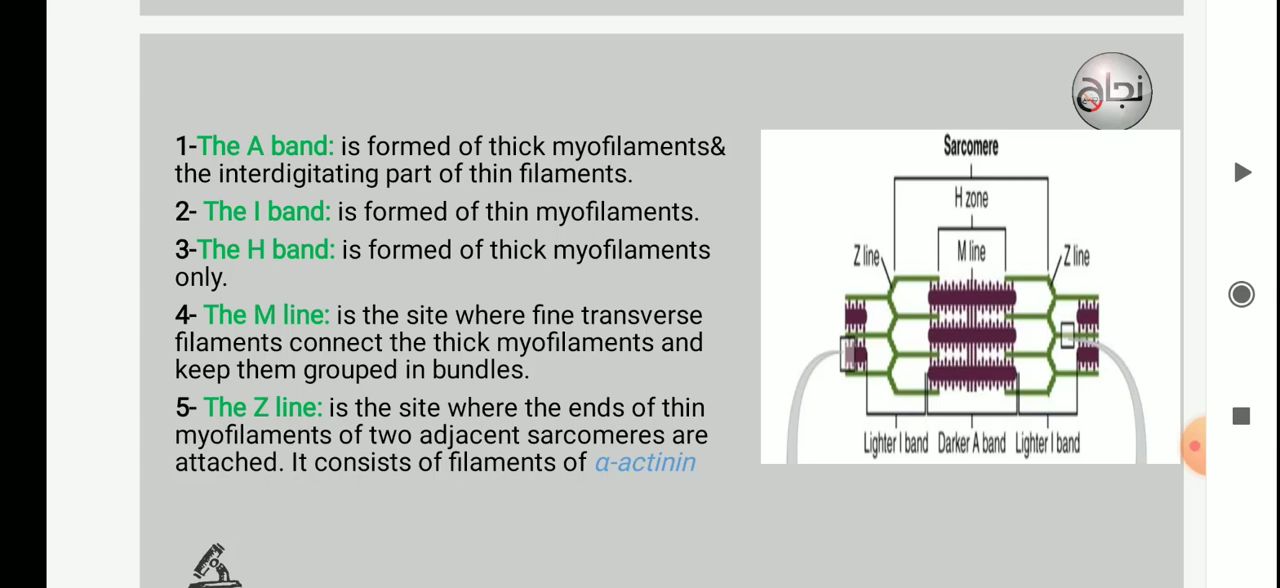 نجاح
1-The A band: is formed of thick myofilaments&
the interdigitating part of thin filaments.
2- The I band: is formed of thin myofilaments.
3-The H band: is formed of thick myofilaments
only.
4- The M line: is the site where fine transverse
filaments connect the thick myofilaments and
keep them grouped in bundles.
5- The Z line: is the site where the ends of thin
myofilaments of two adjacent sarcomeres are
attached. It consists of filaments of α-actinin
Sarcomere
H zone
Z line
M line
Z line
Lighter I band
Darker A band
Lighter I band